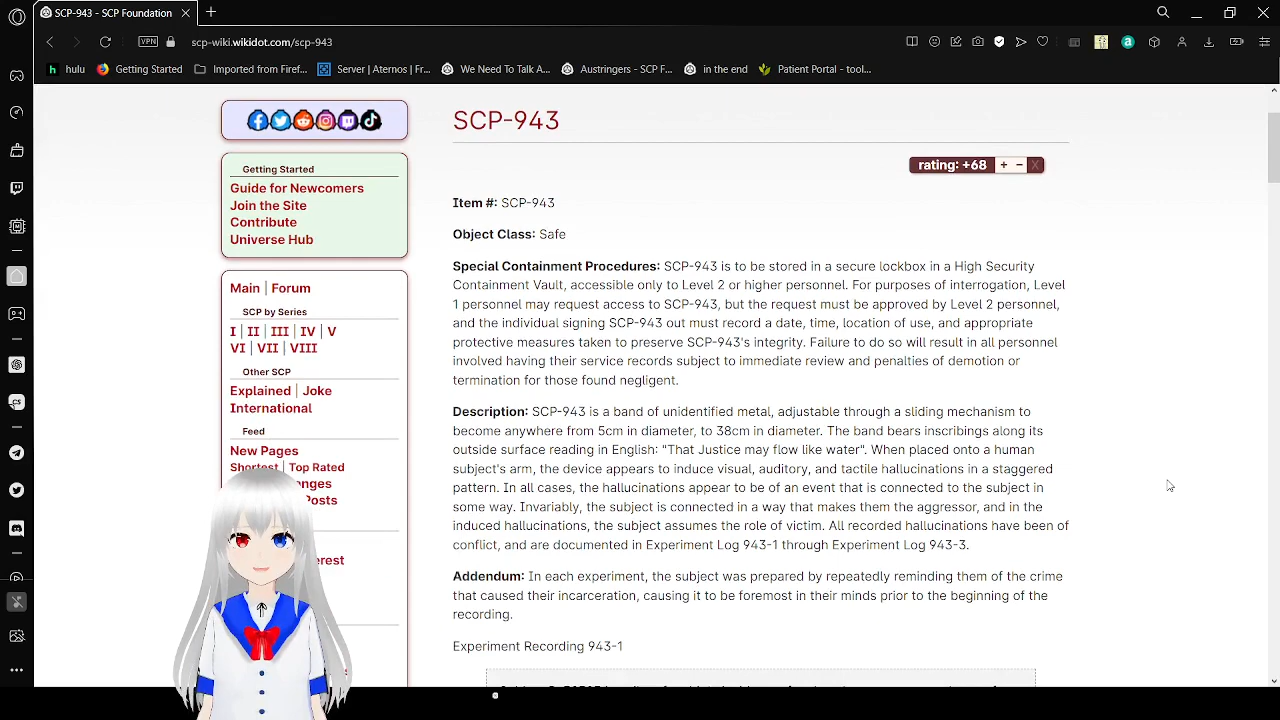 SCP-943 - SCP Foundation
VPN
scp-wiki.wikidot.com/scp-943
h hulu
Getting Started
Imported from Firef...
Server | Aternos | Fr...
We Need To Talk A...
Austringers - SCP F...
in the end
Patient Portal - tool...
Getting Started
Guide for Newcomers
Join the Site
Contribute
Universe Hub
Main | Forum
SCP by Series
I | II | III | IV | V
VI | VII | VIII
Other SCP
Explained | Joke
International
Feed
New Pages
Shortest | Top Rated
nges
Posts
erest
SCP-943
rating: +68 + − X
Item #: SCP-943
Object Class: Safe
Special Containment Procedures: SCP-943 is to be stored in a secure lockbox in a High Security
Containment Vault, accessible only to Level 2 or higher personnel. For purposes of interrogation, Level
1 personnel may request access to SCP-943, but the request must be approved by Level 2 personnel,
and the individual signing SCP-943 out must record a date, time, location of use, and appropriate
protective measures taken to preserve SCP-943's integrity. Failure to do so will result in all personnel
involved having their service records subject to immediate review and penalties of demotion or
termination for those found negligent.
Description: SCP-943 is a band of unidentified metal, adjustable through a sliding mechanism to
become anywhere from 5cm in diameter, to 38cm in diameter. The band bears inscribings along its
outside surface reading in English: "That Justice may flow like water". When placed onto a human
subject's arm, the device appears to induce visual, auditory, and tactile hallucinations in a staggered
pattern. In all cases, the hallucinations appear to be of an event that is connected to the subject in
some way. Invariably, the subject is connected in a way that makes them the aggressor, and in the
induced hallucinations, the subject assumes the role of victim. All recorded hallucinations have been of
conflict, and are documented in Experiment Log 943-1 through Experiment Log 943-3.
Addendum: In each experiment, the subject was prepared by repeatedly reminding them of the crime
that caused their incarceration, causing it to be foremost in their minds prior to the beginning of the
recording.
Experiment Recording 943-1